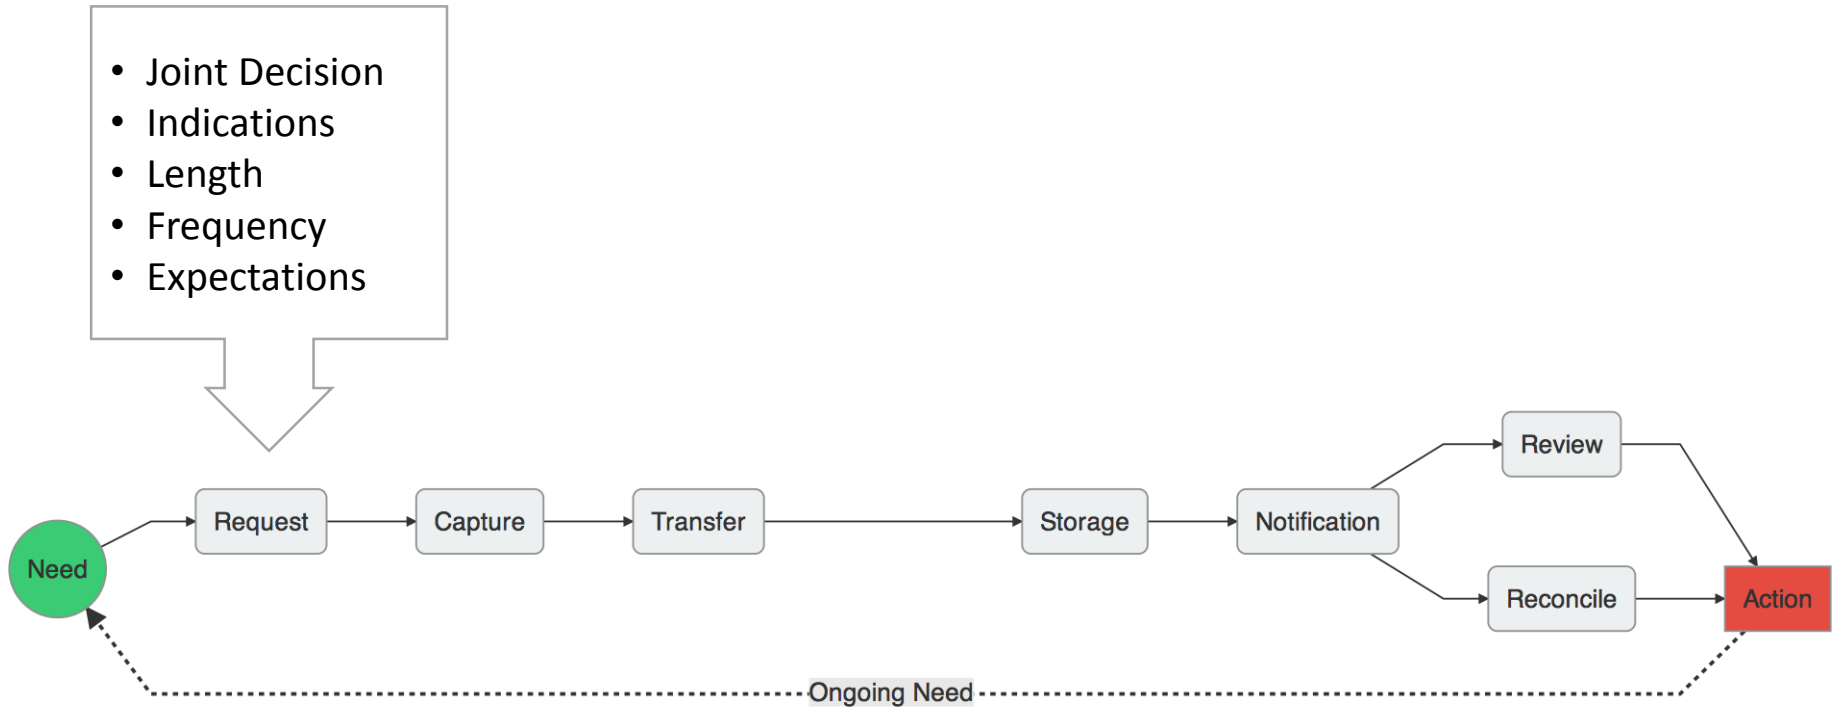 • Joint Decision
• Indications
• Length
• Frequency
• Expectations
Need
Request
Capture
Transfer
Storage
Notification
Review
Reconcile
Action
Ongoing Need